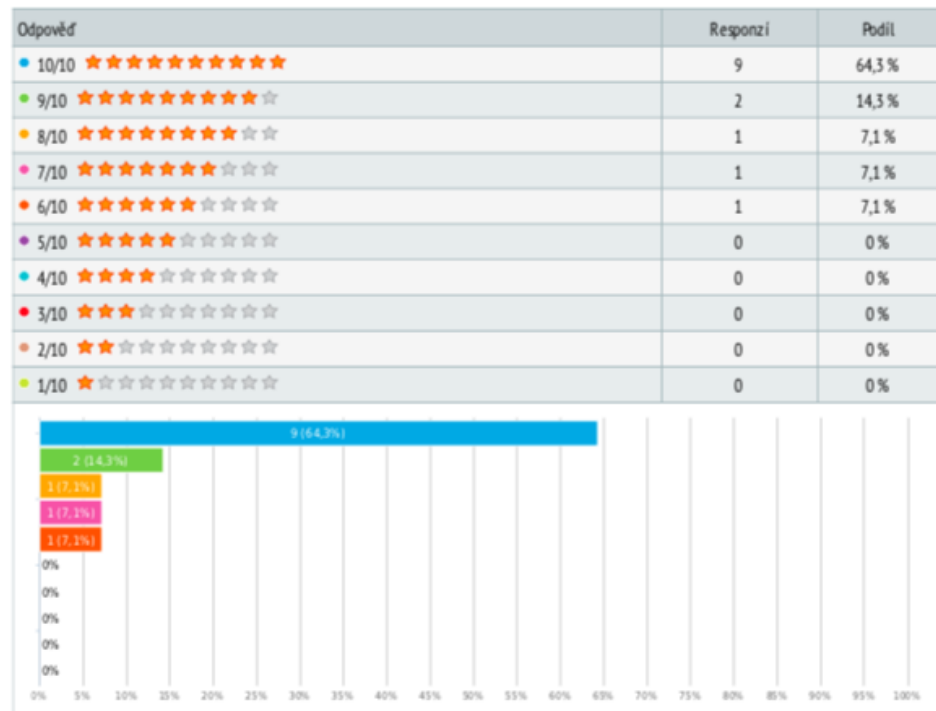 Odpověď Responzí Podíl
10/10 9 64,3 %
9/10 2 14,3 %
8/10 1 7,1 %
7/10 1 7,1 %
6/10 1 7,1 %
5/10 0 0 %
4/10 0 0 %
3/10 0 0 %
2/10 0 0 %
1/10 0 0 %
9 (64,3%)
2 (14,3%)
1 (7,1%)
1 (7,1%)
1 (7,1%)
0%
0%
0%
0%
0%
0% 5% 10% 15% 20% 25% 30% 35% 40% 45% 50% 55% 60% 65% 70% 75% 80% 85% 90% 95% 100%